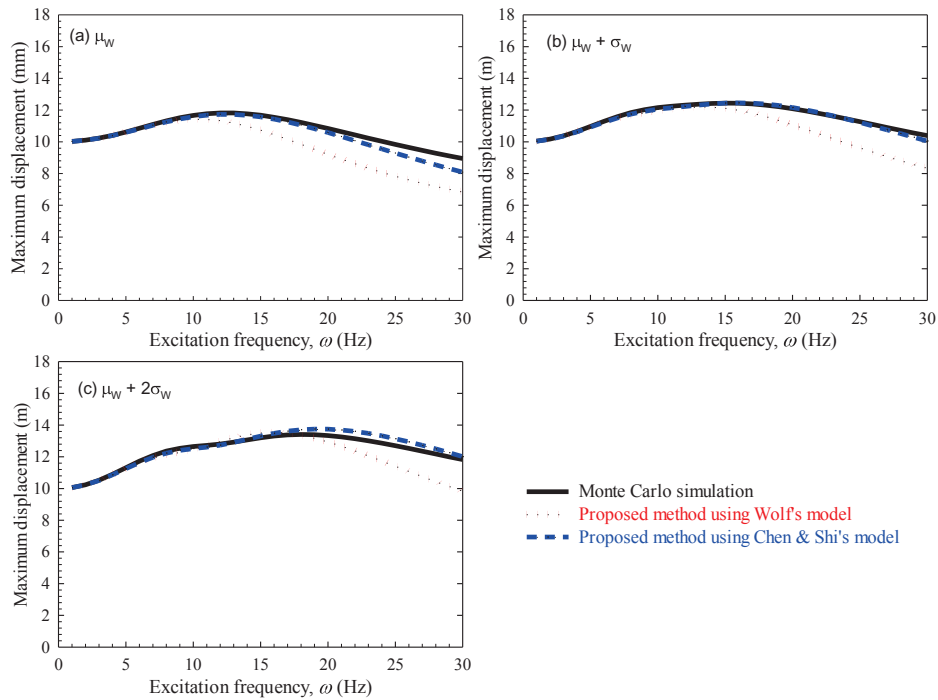 (a) μW
Maximum displacement (mm)
18
16
14
12
10
8
6
4
2
0
0 5 10 15 20 25 30
Excitation frequency, ω (Hz)
(b) μW + σW
Maximum displacement (m)
18
16
14
12
10
8
6
4
2
0
0 5 10 15 20 25 30
Excitation frequency, ω (Hz)
(c) μW + 2σW
Maximum displacement (m)
18
16
14
12
10
8
6
4
2
0
0 5 10 15 20 25 30
Excitation frequency, ω (Hz)
Monte Carlo simulation
Proposed method using Wolf's model
Proposed method using Chen & Shi's model